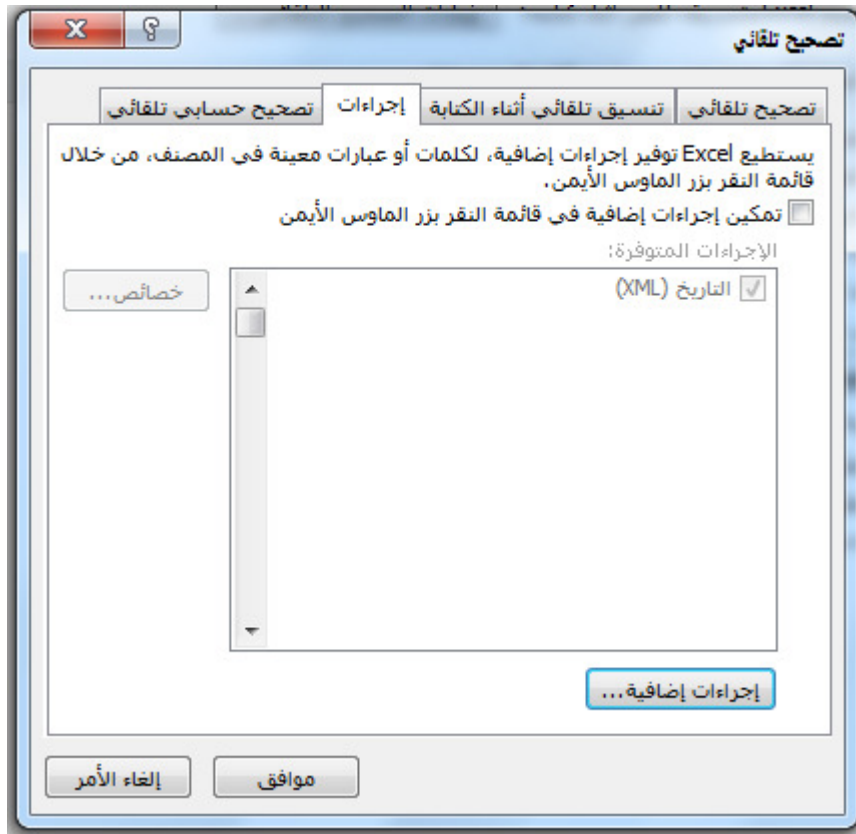 تصحيح تلقائي
تصحيح تلقائي
تنسيق تلقائي أثناء الكتابة
إجراءات
تصحيح حسابي تلقائي
يستطيع Excel توفير إجراءات إضافية، لكلمات أو عبارات معينة في المصنف، من خلال
قائمة النقر بزر الماوس الأيمن.
تمكين إجراءات إضافية في قائمة النقر بزر الماوس الأيمن
الإجراءات المتوفرة:
التاريخ (XML)
خصائص...
إجراءات إضافية...
موافق
إلغاء الأمر